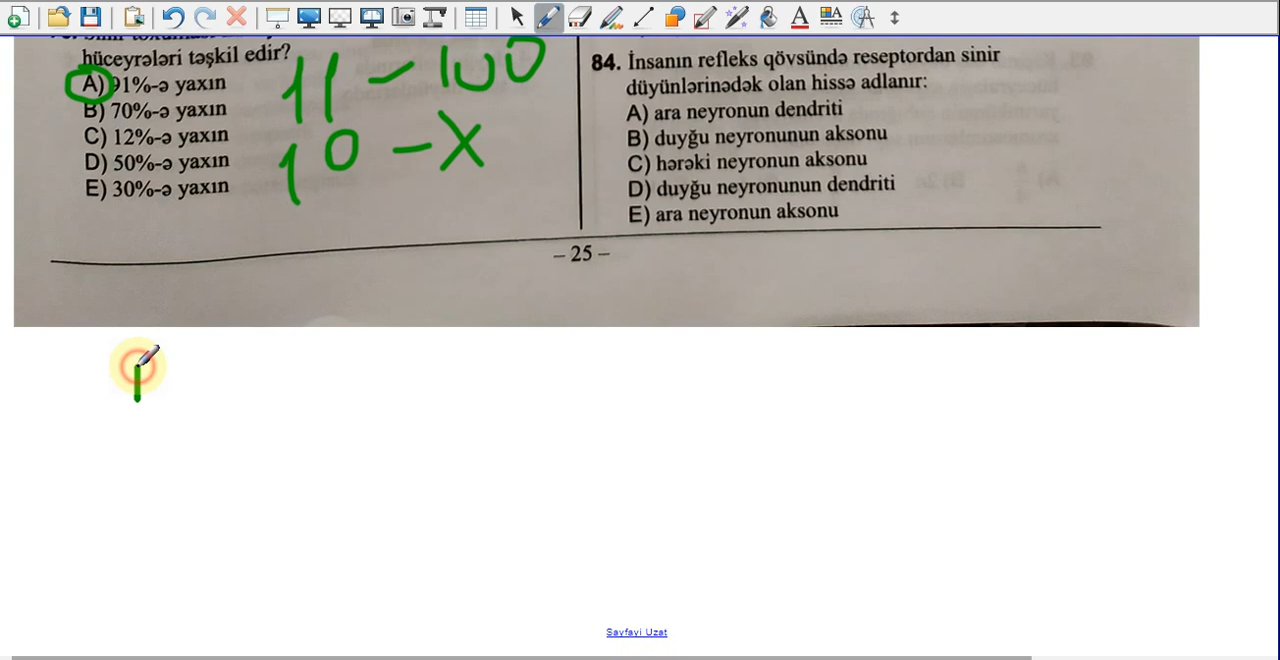 hüceyrələri təşkil edir?
A) 91%-ə yaxın
B) 70%-ə yaxın
C) 12%-ə yaxın
D) 50%-ə yaxın
E) 30%-ə yaxın
11 – 100
10 – X
84. İnsanın refleks qövsündə reseptordan sinir
düyünlərinədək olan hissə adlanır:
A) ara neyronun dendriti
B) duyğu neyronunun aksonu
C) hərəki neyronun aksonu
D) duyğu neyronunun dendriti
E) ara neyronun aksonu
– 25 –
Sayfayi Uzat